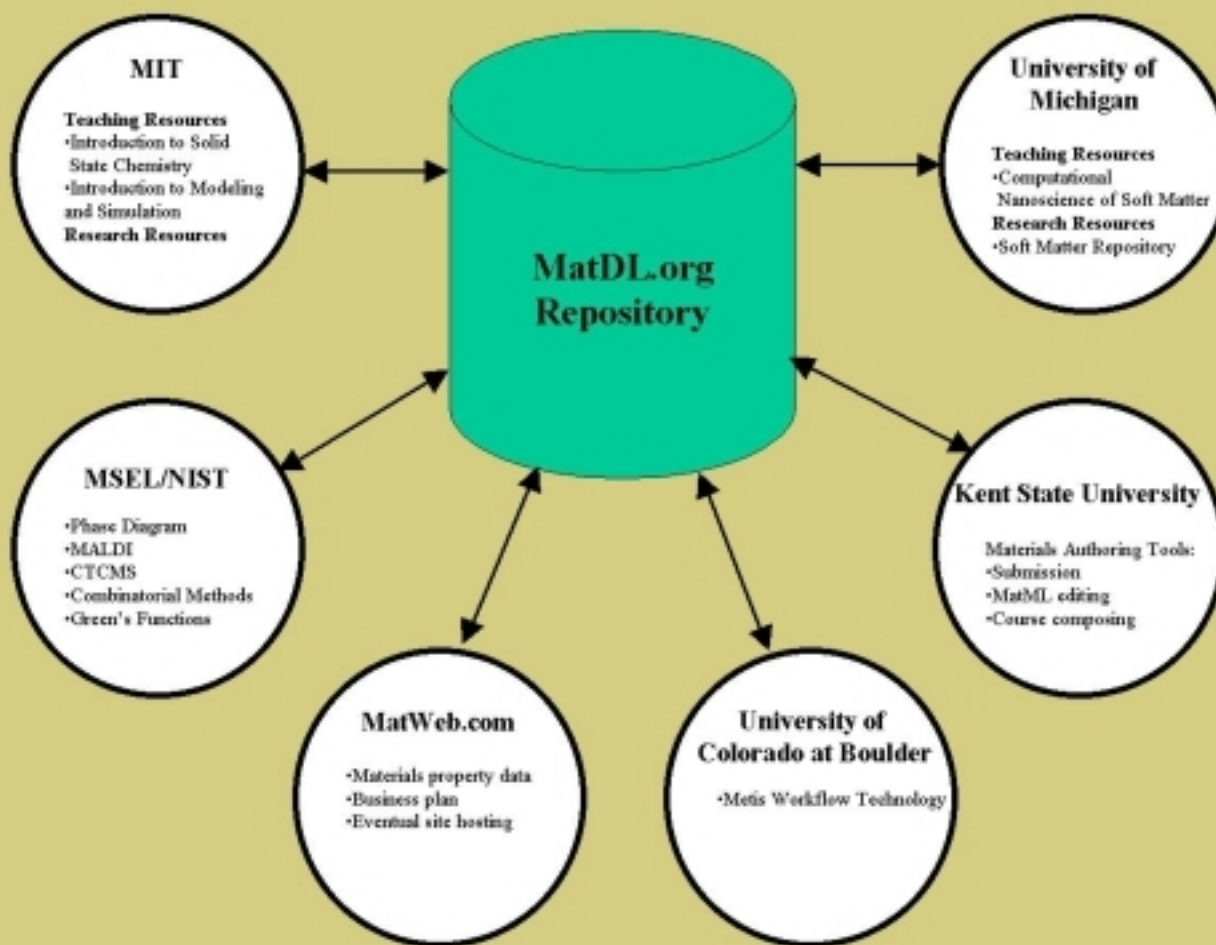 MIT
Teaching Resources
•Introduction to Solid
State Chemistry
•Introduction to Modeling
and Simulation
Research Resources
MatDL.org
Repository
University of
Michigan
Teaching Resources
•Computational
Nanoscience of Soft Matter
Research Resources
•Soft Matter Repository
MSEL/NIST
•Phase Diagram
•MALDI
•CTCMS
•Combinatorial Methods
•Green's Functions
Kent State University
Materials Authoring Tools:
•Submission
•MatML editing
•Course composing
MatWeb.com
•Materials property data
•Business plan
•Eventual site hosting
University of
Colorado at Boulder
•Metis Workflow Technology